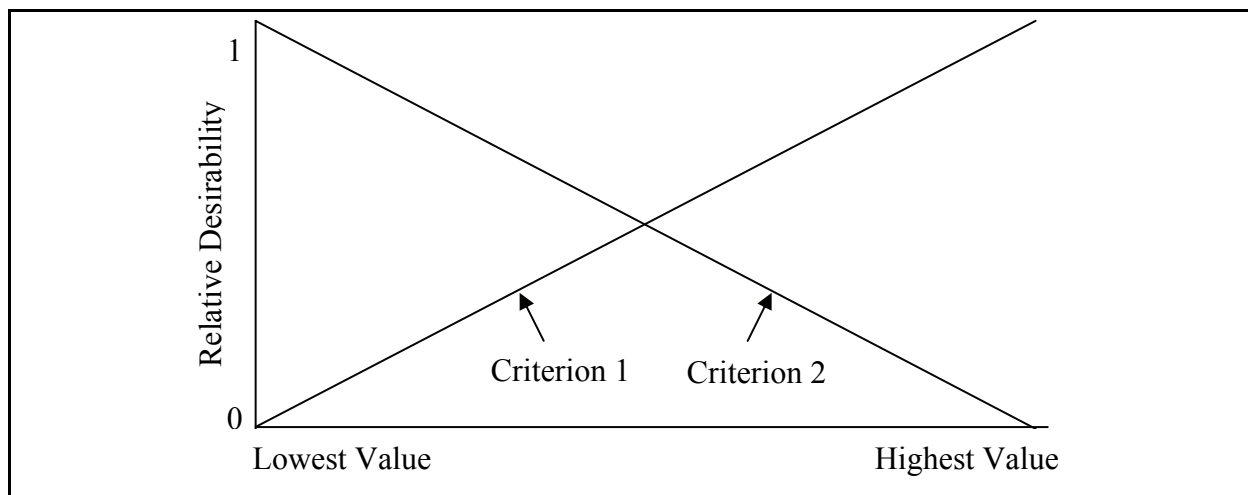 1
Relative Desirability
Criterion 1
Criterion 2
0
Lowest Value
Highest Value